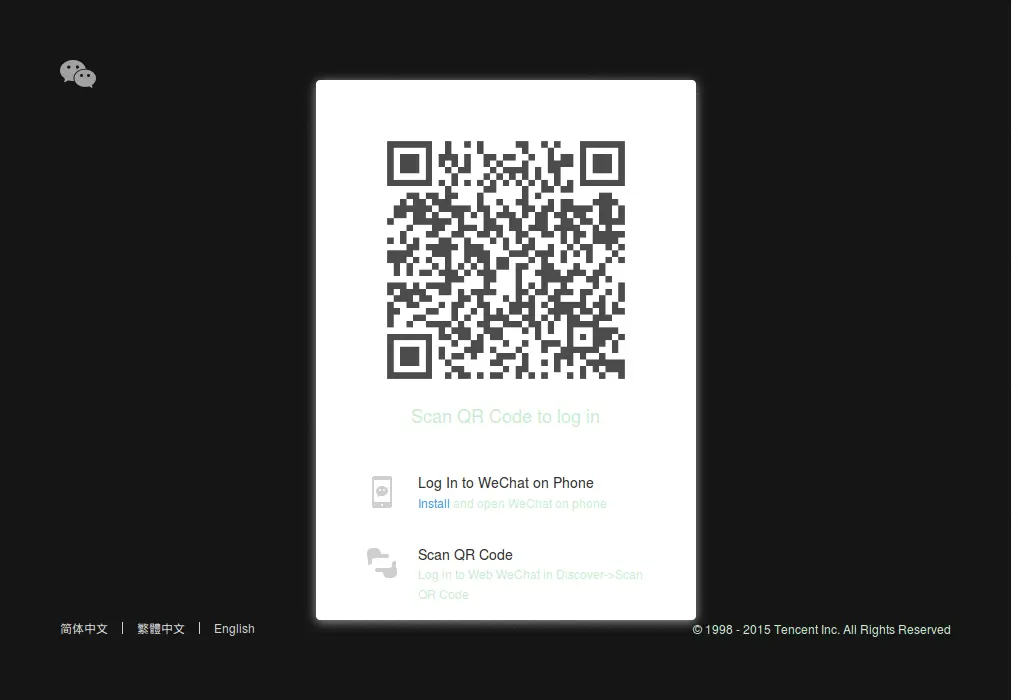 Scan QR Code to log in
Log In to WeChat on Phone
Install and open WeChat on phone
Scan QR Code
Log in to Web WeChat in Discover->Scan
QR Code
简体中文 | 繁體中文 | English
© 1998 - 2015 Tencent Inc. All Rights Reserved